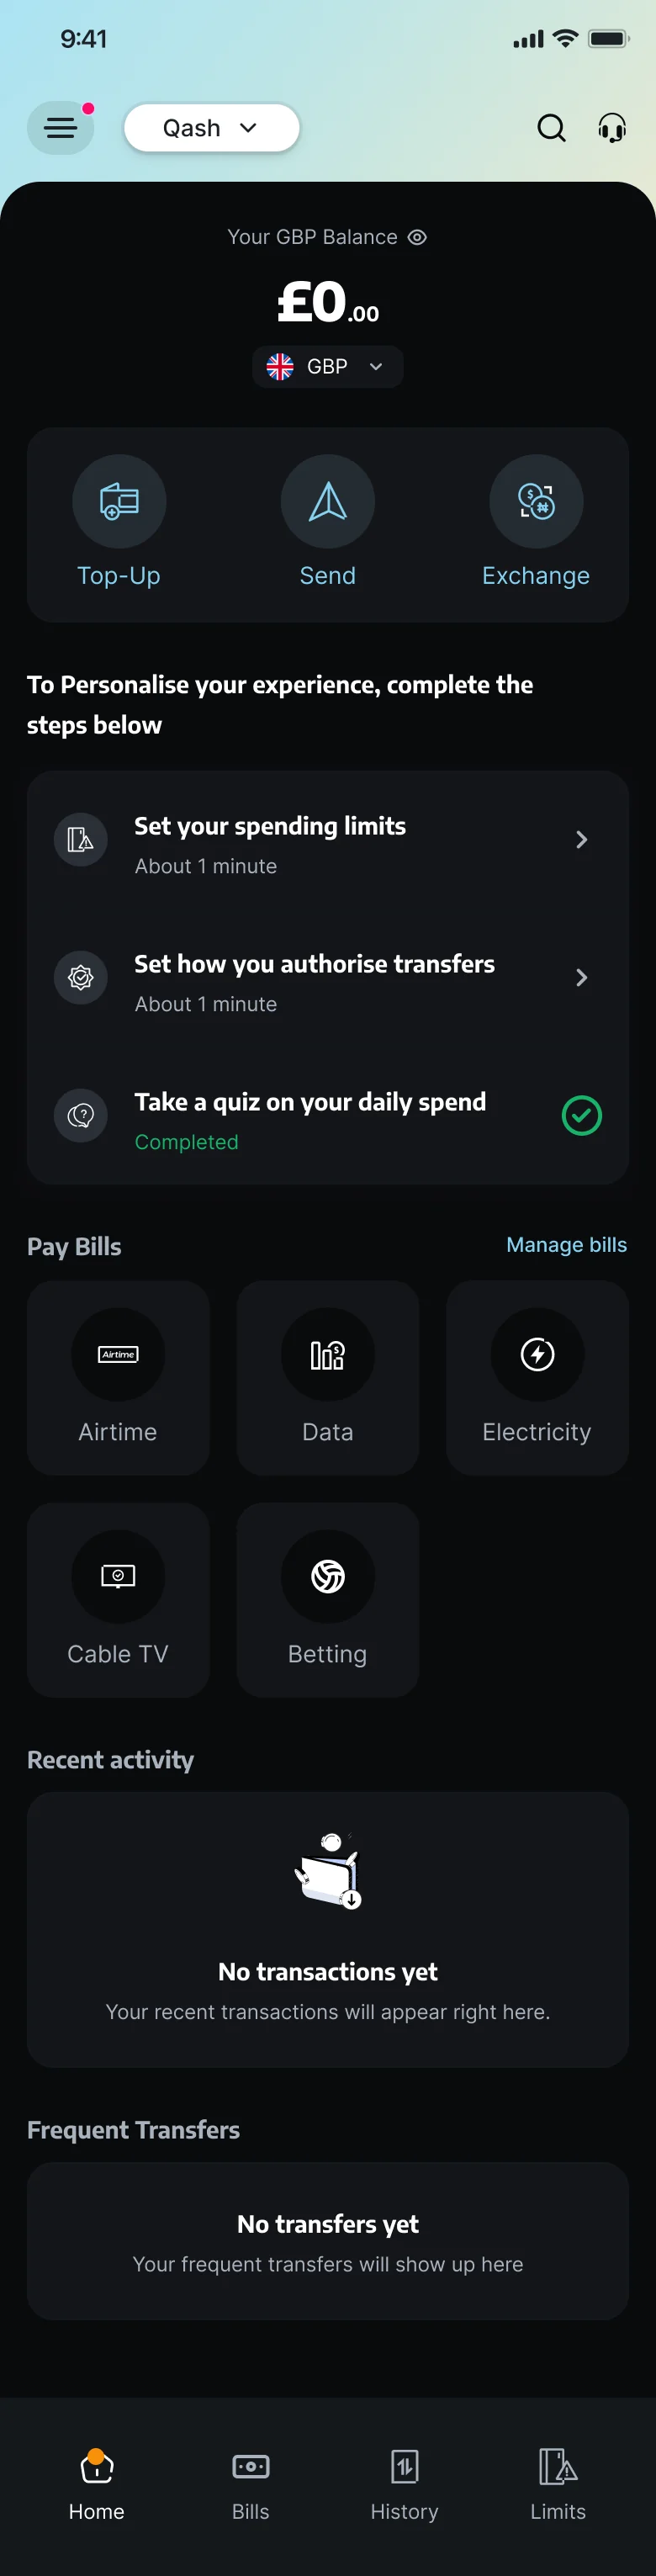 9:41
Qash
Your GBP Balance
£0.00
GBP
$
Top-Up
Send
Exchange
To Personalise your experience, complete the
steps below
Set your spending limits
About 1 minute
Set how you authorise transfers
About 1 minute
?
Take a quiz on your daily spend
Completed
Pay Bills
Manage bills
Airtime
$
Airtime
Data
Electricity
Cable TV
Betting
Recent activity
No transactions yet
Your recent transactions will appear right here.
Frequent Transfers
No transfers yet
Your frequent transfers will show up here
Home
Bills
History
Limits